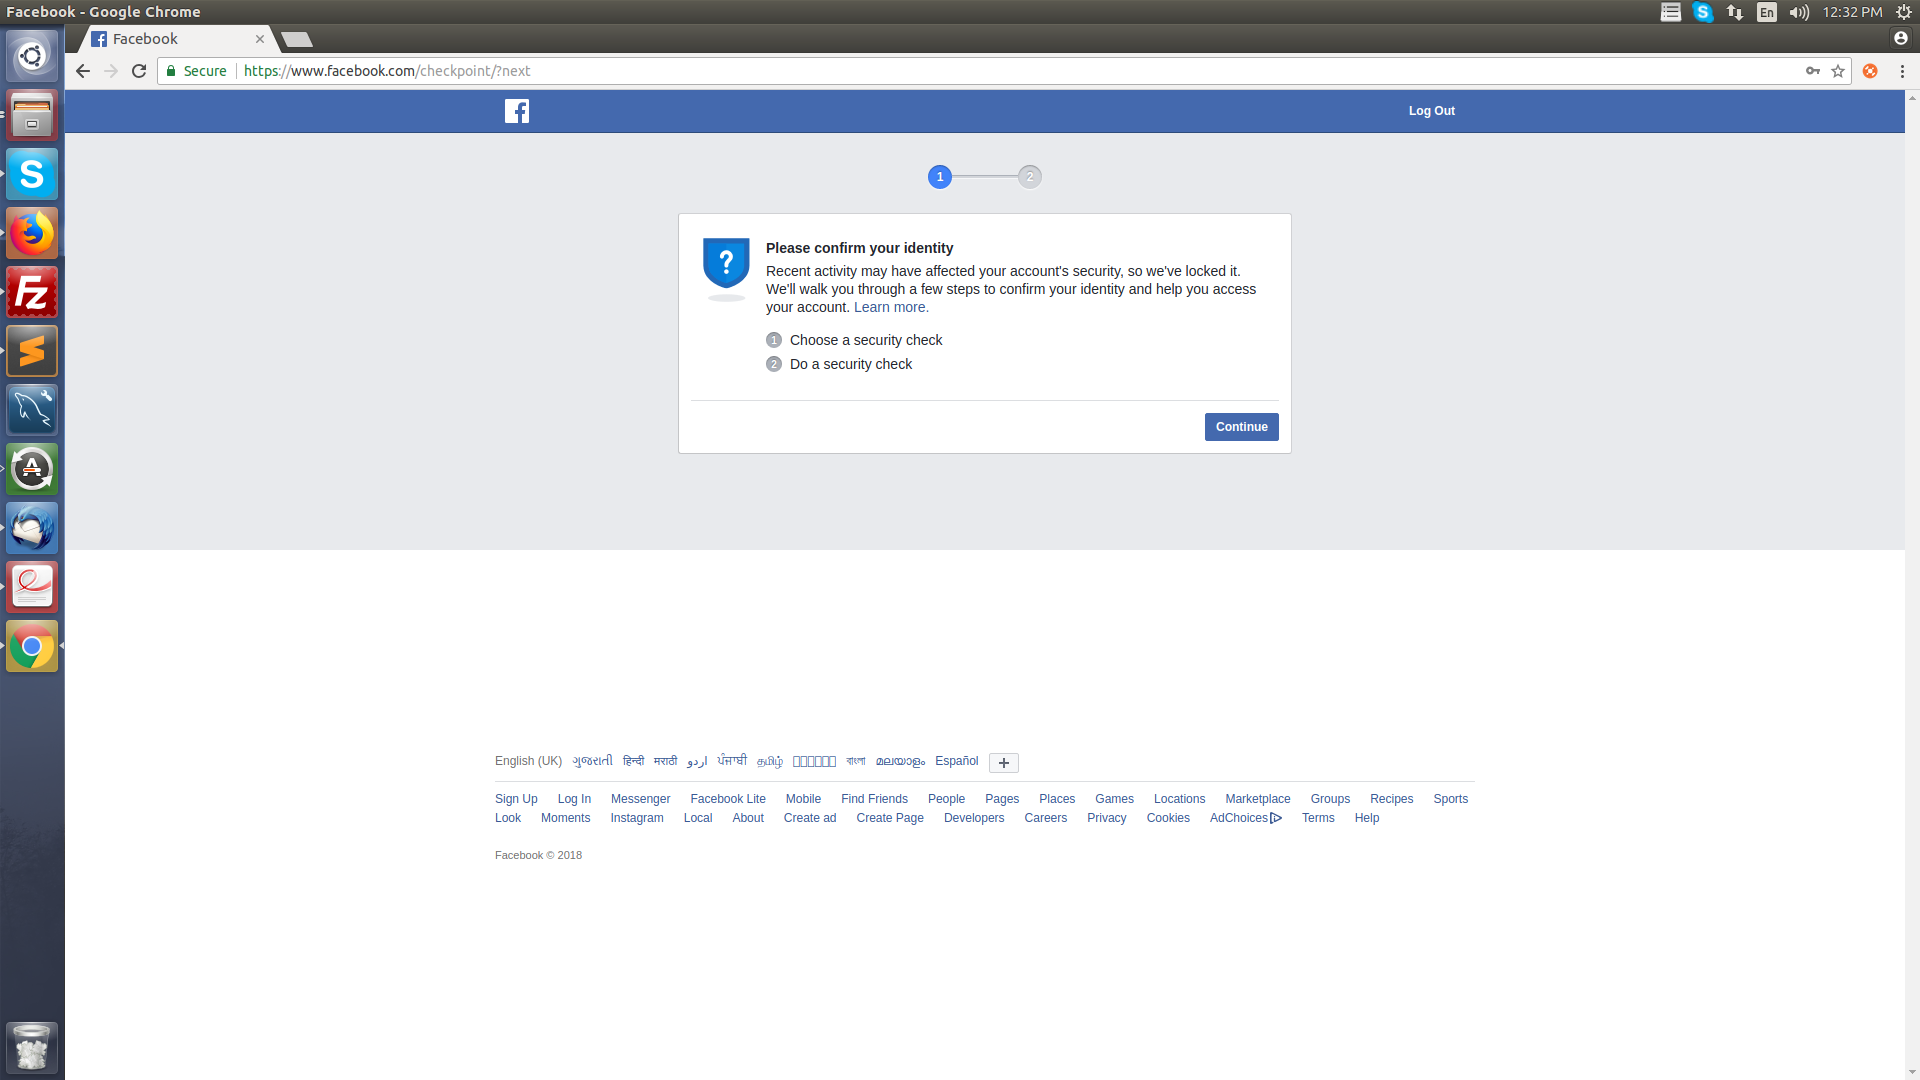 Facebook - Google Chrome
En
12:32 PM
Facebook
Secure
https://www.facebook.com/checkpoint/?next
Log Out
1
2
?
Please confirm your identity
Recent activity may have affected your account's security, so we've locked it.
We'll walk you through a few steps to confirm your identity and help you access
your account. Learn more.
1 Choose a security check
2 Do a security check
Continue
English (UK) ગુજરાતી हिन्दी मराठी اردو ਪੰਜਾਬੀ தமிழ் বাংলা മലയാളം Español +
Sign Up Log In Messenger Facebook Lite Mobile Find Friends People Pages Places Games Locations Marketplace Groups Recipes Sports
Look Moments Instagram Local About Create ad Create Page Developers Careers Privacy Cookies AdChoices Terms Help
Facebook © 2018